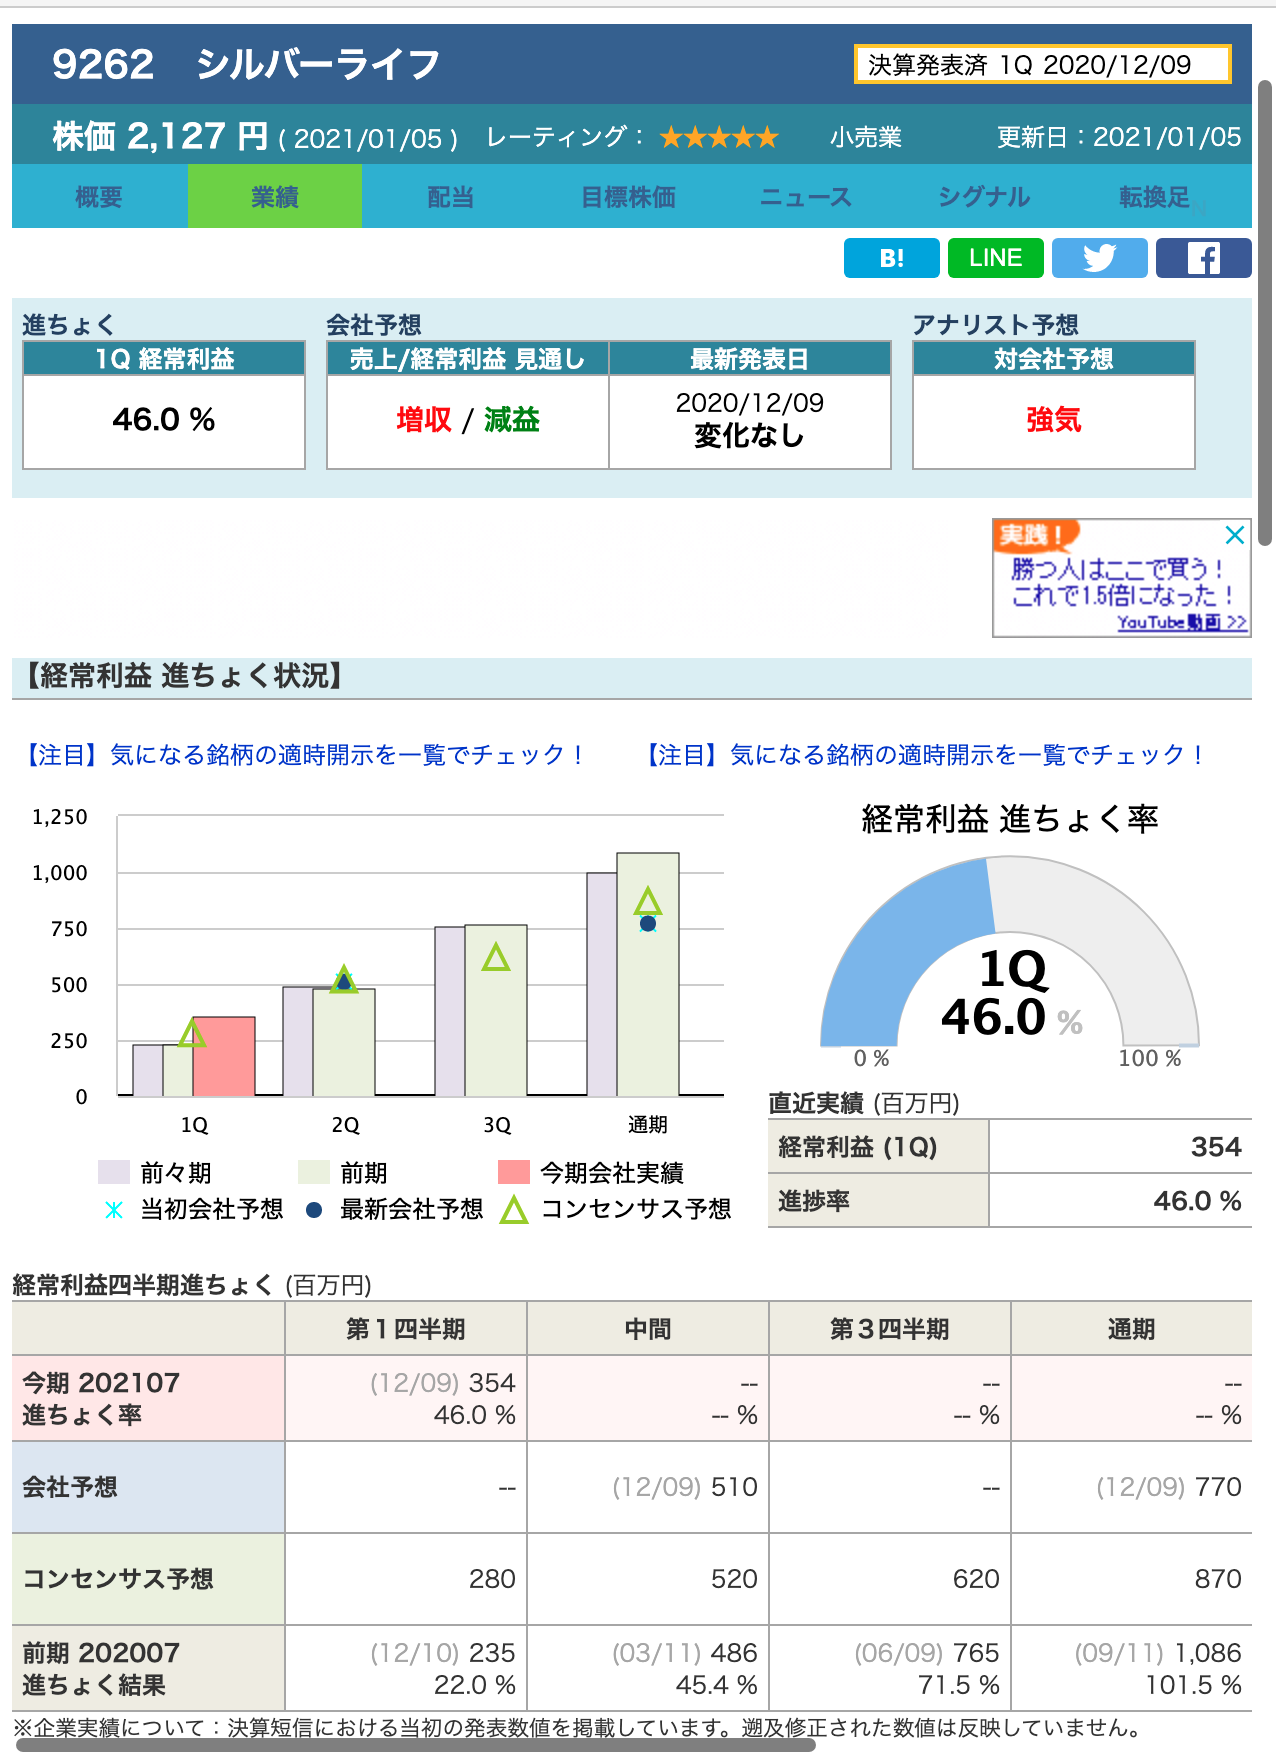 9262 シルバーライフ
決算発表済 1Q 2020/12/09
株価 2,127 円 ( 2021/01/05 ) レーティング： ★★★★★ 小売業 更新日：2021/01/05
概要 業績 配当 目標株価 ニュース シグナル 転換足
B! LINE
進ちょく 会社予想 アナリスト予想
1Q 経常利益 売上/経常利益 見通し 最新発表日 対会社予想
46.0 % 増収 / 減益 2020/12/09 強気
変化なし
実践！
勝つ人はここで買う！
これで1.5倍になった！
YouTube動画 >>
【経常利益 進ちょく状況】
【注目】気になる銘柄の適時開示を一覧でチェック！ 【注目】気になる銘柄の適時開示を一覧でチェック！
1,250
1,000
750
500
250
0
1Q 2Q 3Q 通期
前々期 前期 今期会社実績
当初会社予想 最新会社予想 コンセンサス予想
経常利益 進ちょく率
1Q
46.0 %
0 % 100 %
直近実績 (百万円)
経常利益 (1Q) 354
進捗率 46.0 %
経常利益四半期進ちょく (百万円)
第１四半期 中間 第３四半期 通期
今期 202107 (12/09) 354 -- -- --
進ちょく率 46.0 % -- % -- % -- %
会社予想 -- (12/09) 510 -- (12/09) 770
コンセンサス予想 280 520 620 870
前期 202007 (12/10) 235 (03/11) 486 (06/09) 765 (09/11) 1,086
進ちょく結果 22.0 % 45.4 % 71.5 % 101.5 %
※企業実績について：決算短信における当初の発表数値を掲載しています。遡及修正された数値は反映していません。